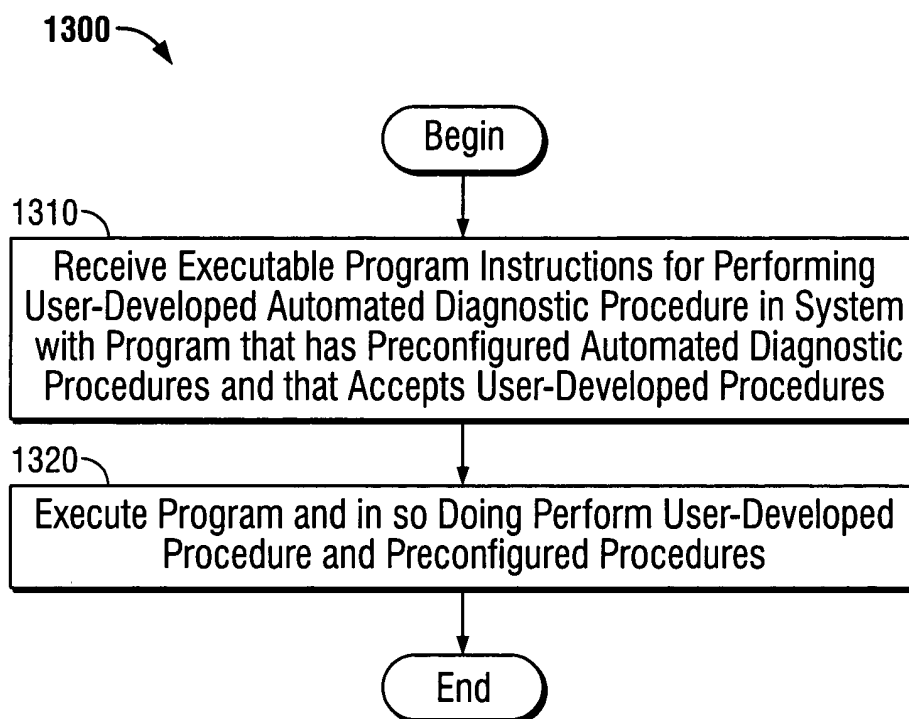 1300
Begin
1310
Receive Executable Program Instructions for Performing
User-Developed Automated Diagnostic Procedure in System
with Program that has Preconfigured Automated Diagnostic
Procedures and that Accepts User-Developed Procedures
1320
Execute Program and in so Doing Perform User-Developed
Procedure and Preconfigured Procedures
End